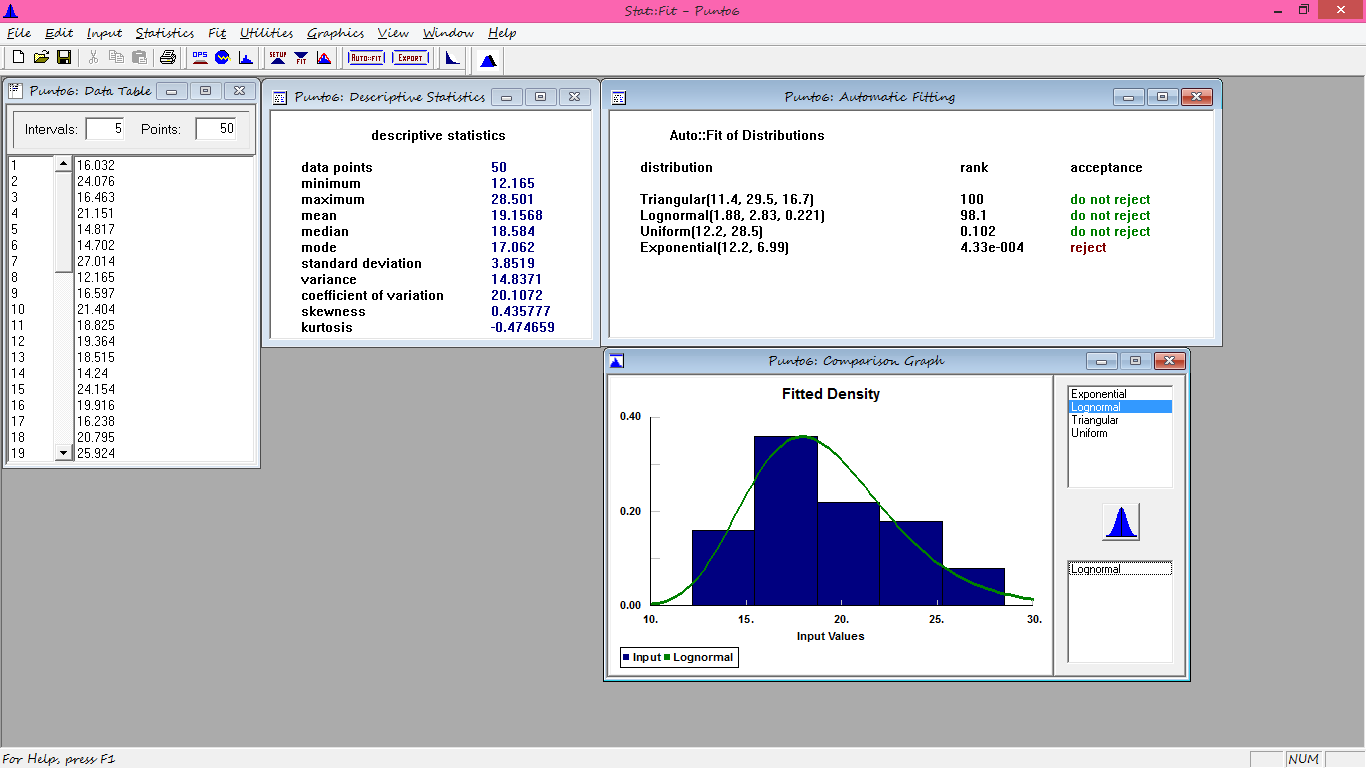 Stat::Fit - Punto6
File Edit Input Statistics Fit Utilities Graphics View Window Help
OPS SETUP FIT AUTO::FIT EXPORT
Punto6: Data Table
Intervals: 5 Points: 50
1 16.032
2 24.076
3 16.463
4 21.151
5 14.817
6 14.702
7 27.014
8 12.165
9 16.597
10 21.404
11 18.825
12 19.364
13 18.515
14 14.24
15 24.154
16 19.916
17 16.238
18 20.795
19 25.924
Punto6: Descriptive Statistics
descriptive statistics
data points 50
minimum 12.165
maximum 28.501
mean 19.1568
median 18.584
mode 17.062
standard deviation 3.8519
variance 14.8371
coefficient of variation 20.1072
skewness 0.435777
kurtosis -0.474659
Punto6: Automatic Fitting
Auto::Fit of Distributions
distribution rank acceptance
Triangular(11.4, 29.5, 16.7) 100 do not reject
Lognormal(1.88, 2.83, 0.221) 98.1 do not reject
Uniform(12.2, 28.5) 0.102 do not reject
Exponential(12.2, 6.99) 4.33e-004 reject
Punto6: Comparison Graph
Fitted Density
0.40
0.20
0.00
10. 15. 20. 25. 30.
Input Values
Input Lognormal
Exponential
Lognormal
Triangular
Uniform
Lognormal
For Help, press F1
NUM